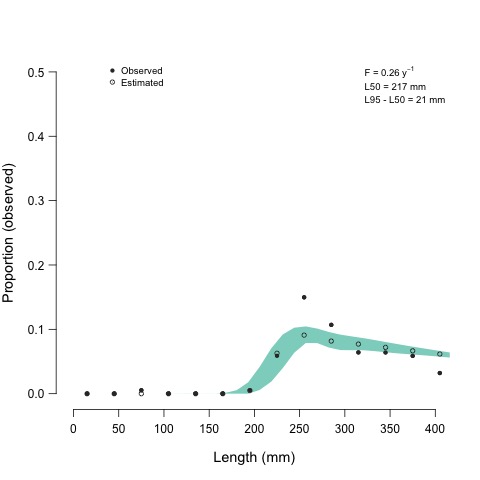 Observed
Estimated
F = 0.26 y⁻¹
L50 = 217 mm
L95 - L50 = 21 mm
Proportion (observed)
0.5
0.4
0.3
0.2
0.1
0.0
0 50 100 150 200 250 300 350 400
Length (mm)